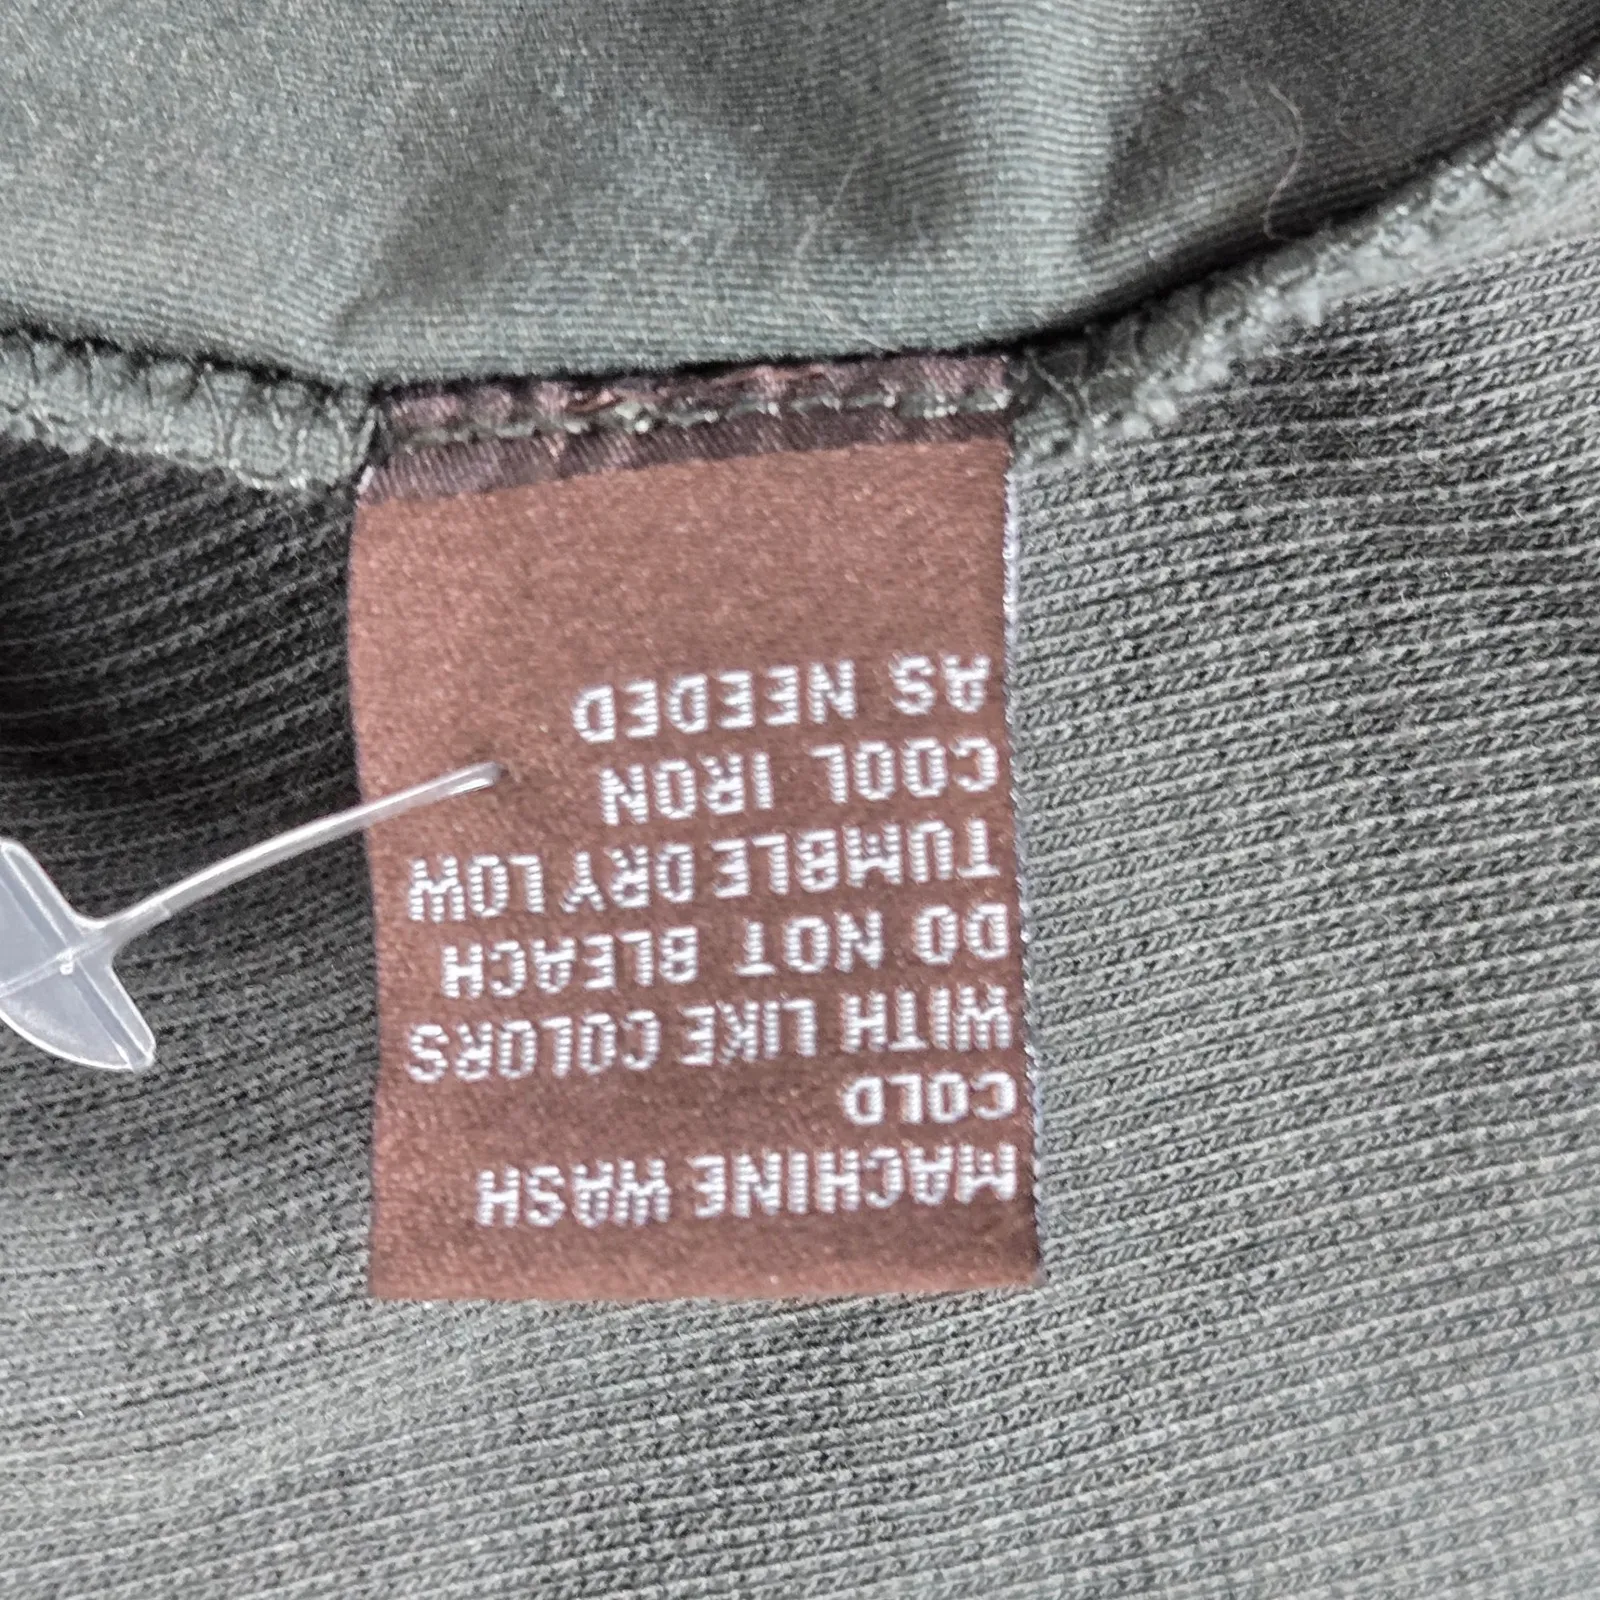 MACHINE WASH
COLD
WITH LIKE COLORS
DO NOT BLEACH
TUMBLE DRY LOW
COOL IRON
AS NEEDED